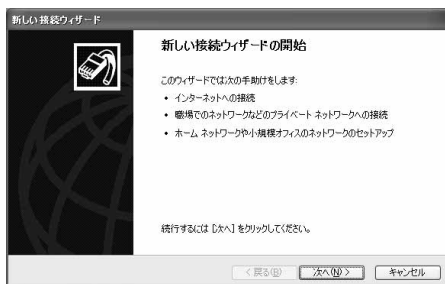 新しい接続ウィザード
新しい接続ウィザードの開始
このウィザードでは次の手助けをします:
• インターネットへの接続
• 職場でのネットワークなどのプライベート ネットワークへの接続
• ホーム ネットワークや小規模オフィスのネットワークのセットアップ
続行するには [次へ] をクリックしてください。
< 戻る(B)
次へ(N) >
キャンセル